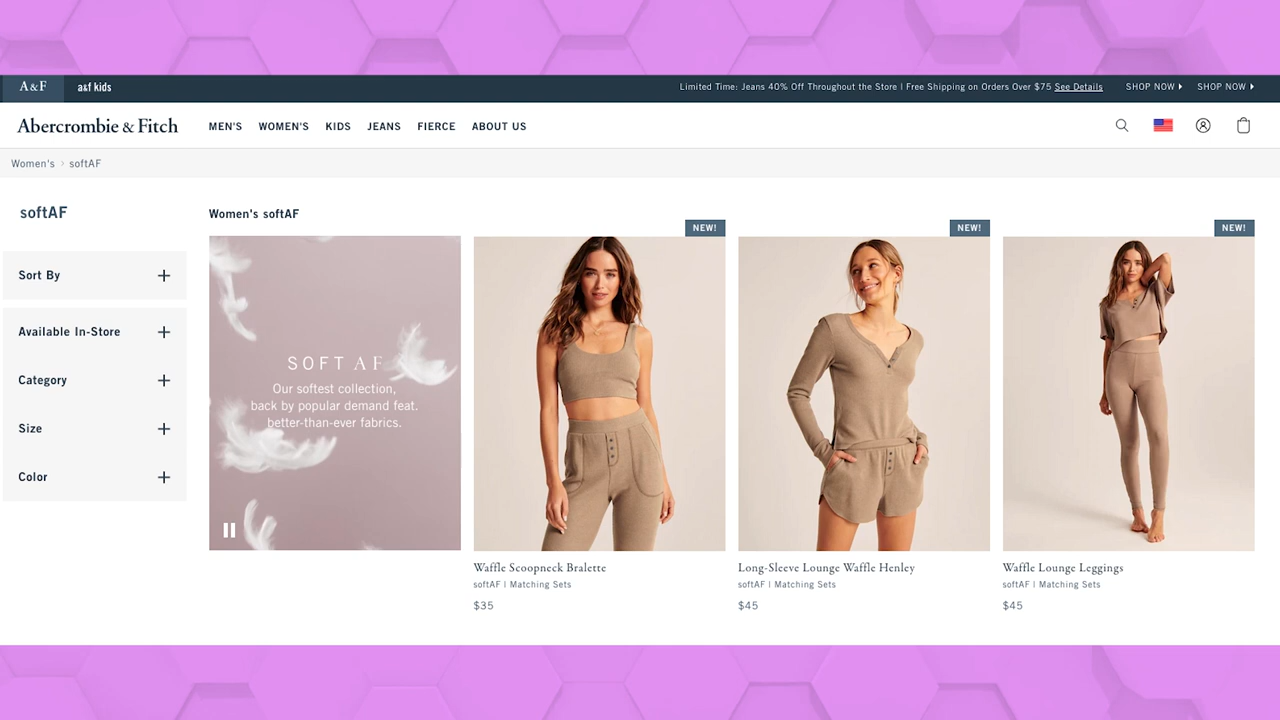 A&F
a&f kids
Limited Time: Jeans 40% Off Throughout the Store | Free Shipping on Orders Over $75 See Details
SHOP NOW
SHOP NOW
Abercrombie & Fitch
MEN'S
WOMEN'S
KIDS
JEANS
FIERCE
ABOUT US
Women's > softAF
softAF
Sort By
Available In-Store
Category
Size
Color
Women's softAF
SOFT AF
Our softest collection,
back by popular demand feat.
better-than-ever fabrics.
NEW!
Waffle Scoopneck Bralette
softAF | Matching Sets
$35
NEW!
Long-Sleeve Lounge Waffle Henley
softAF | Matching Sets
$45
NEW!
Waffle Lounge Leggings
softAF | Matching Sets
$45